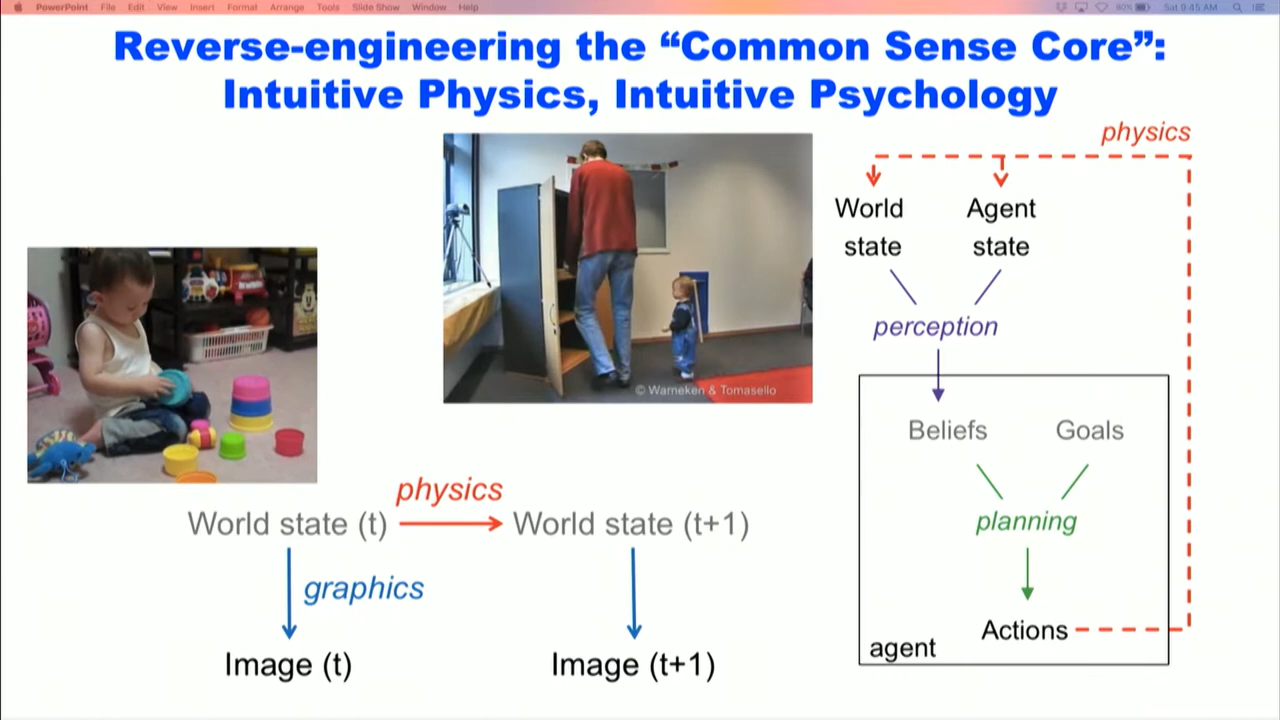 PowerPoint File Edit View Insert Format Arrange Tools Slide Show Window Help 80% Sat 9:45 AM
Reverse-engineering the “Common Sense Core”:
Intuitive Physics, Intuitive Psychology
© Warneken & Tomasello
physics
World state (t) World state (t+1)
graphics
Image (t) Image (t+1)
physics
World Agent
state state
perception
Beliefs Goals
planning
Actions
agent